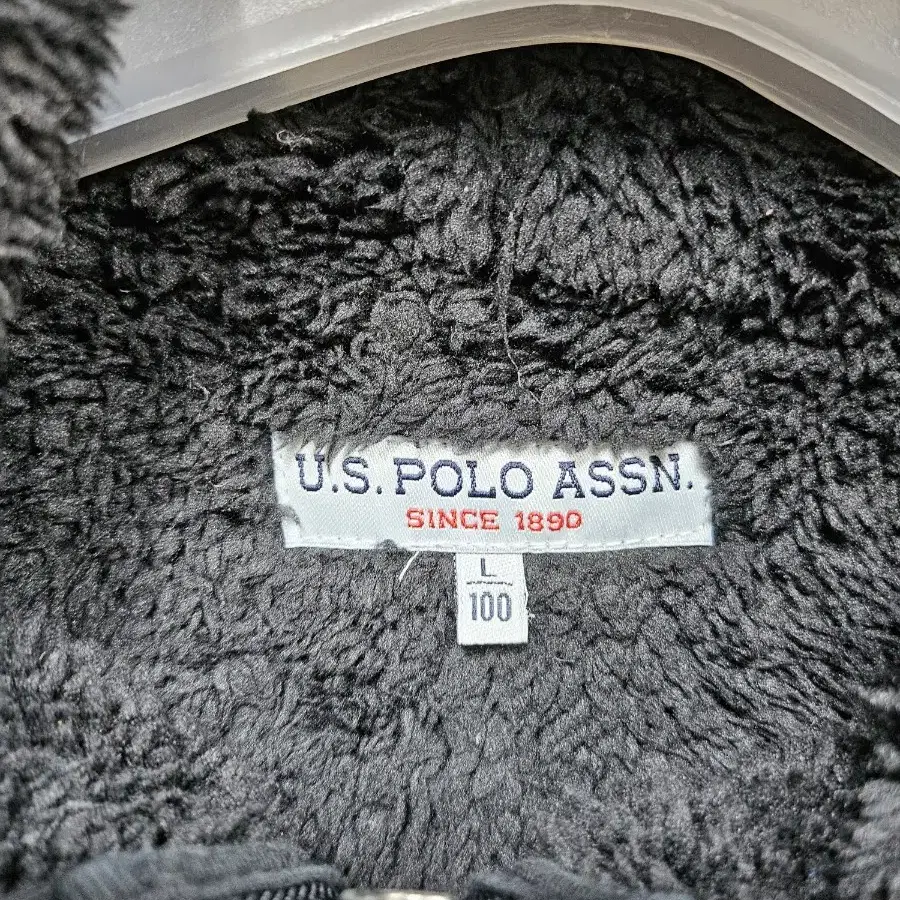 U.S. POLO ASSN.
SINCE 1890
L
100